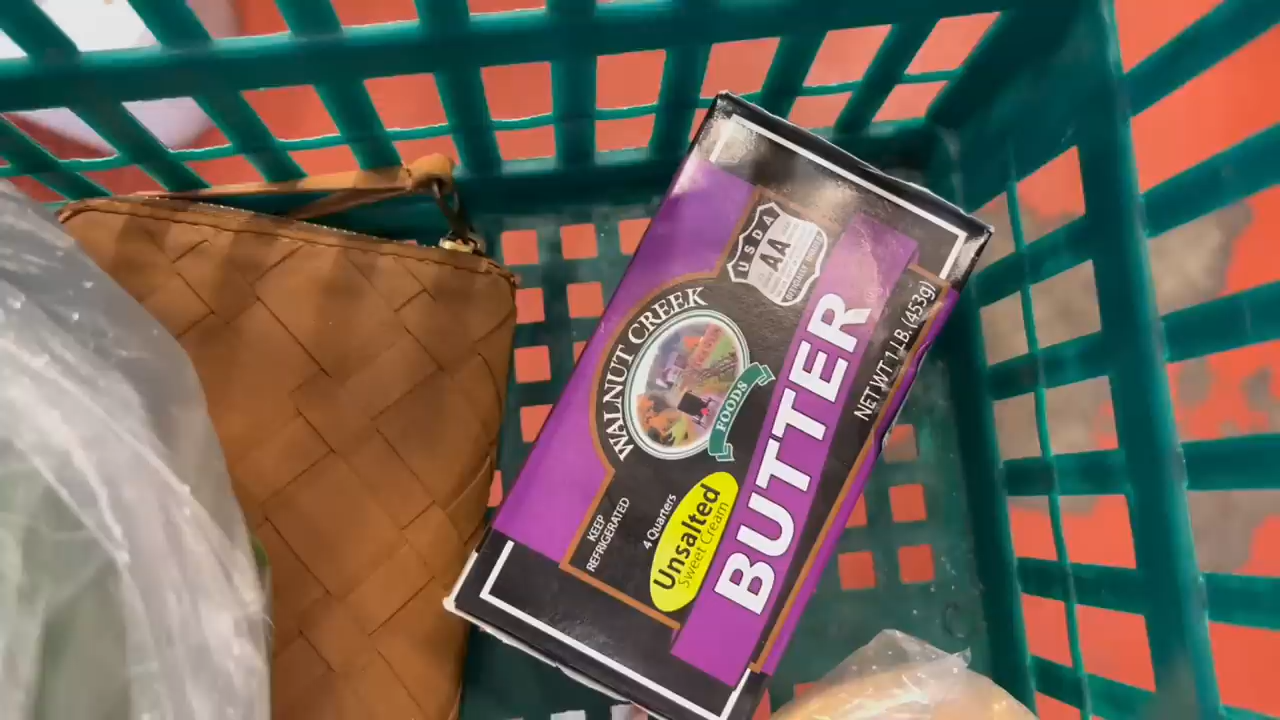 USDA
AA
WALNUT CREEK
FOODS
BUTTER
NET WT 1 LB. (453g)
4 Quarters
Unsalted
Sweet Cream
KEEP
REFRIGERATED